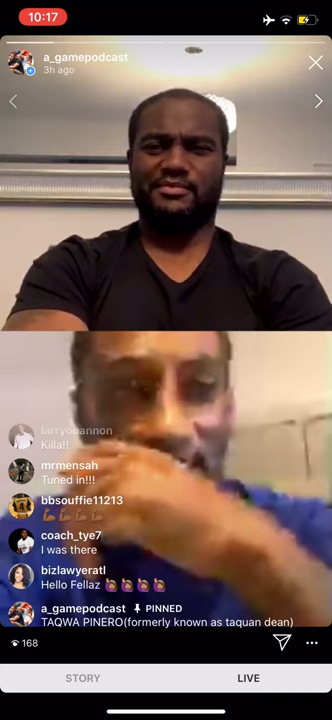 10:17
a_gamepodcast
3h ago
larryobannon
Killa!!
mrmensah
Tuned in!!!
bbsouffie11213
💪🏾💪🏾💪🏾💪🏾
coach_tye7
I was there
bizlawyeratl
Hello Fellaz 🙋🏽‍♀️🙋🏽‍♀️🙋🏽‍♀️🙋🏽‍♀️
a_gamepodcast PINNED
TAQWA PINERO(formerly known as taquan dean)
168
STORY LIVE